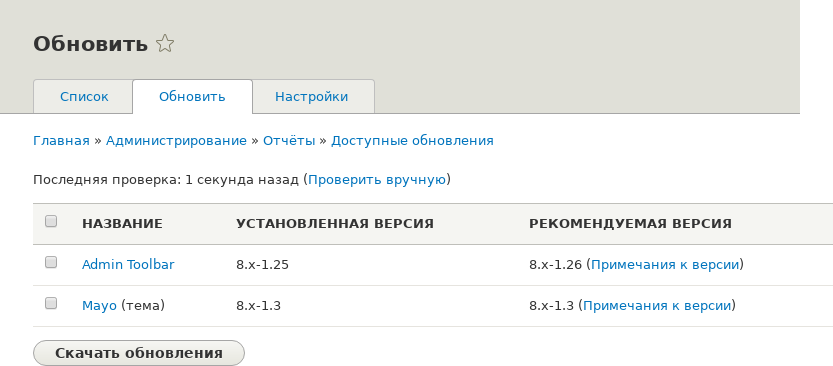 Обновить
Список Обновить Настройки
Главная » Администрирование » Отчёты » Доступные обновления
Последняя проверка: 1 секунда назад (Проверить вручную)
НАЗВАНИЕ УСТАНОВЛЕННАЯ ВЕРСИЯ РЕКОМЕНДУЕМАЯ ВЕРСИЯ
Admin Toolbar 8.x-1.25 8.x-1.26 (Примечания к версии)
Mayo (тема) 8.x-1.3 8.x-1.3 (Примечания к версии)
Скачать обновления